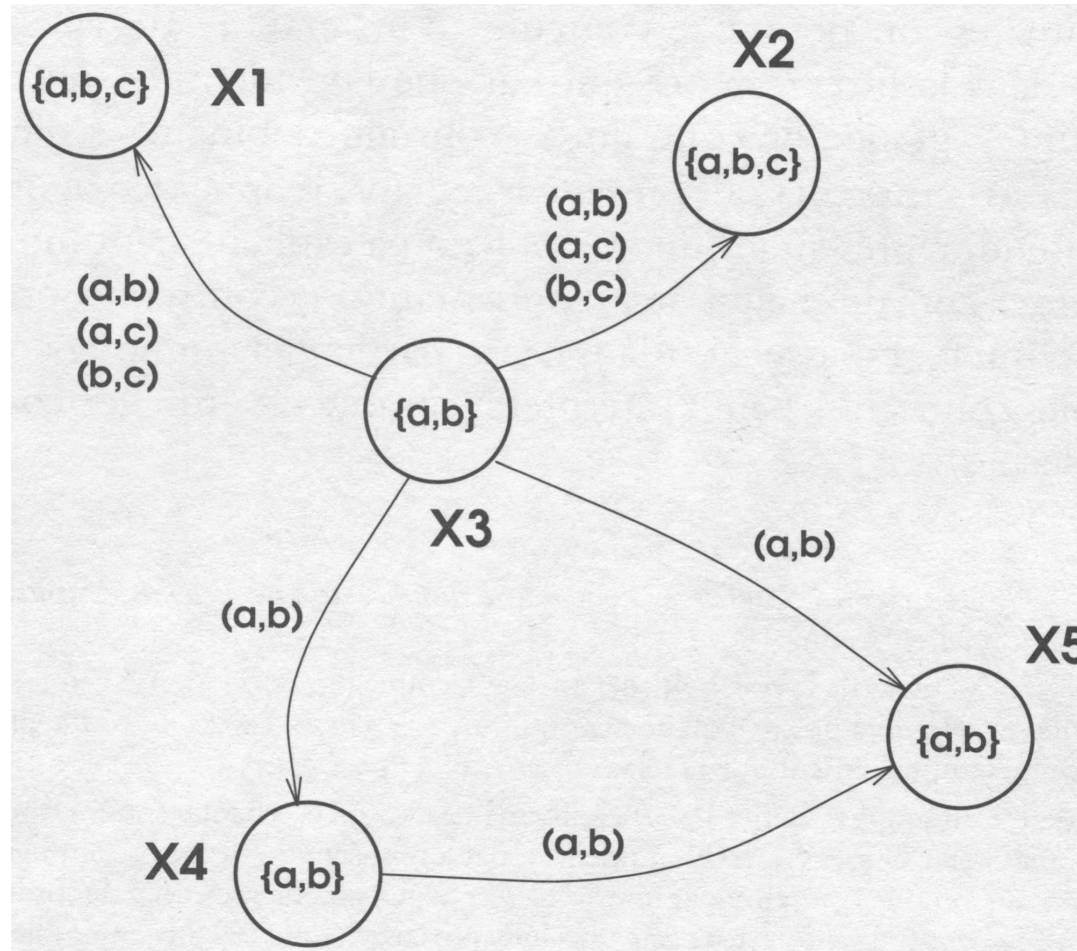 {a,b,c}
X1
X2
{a,b,c}
(a,b)
(a,c)
(b,c)
(a,b)
(a,c)
(b,c)
{a,b}
X3
(a,b)
(a,b)
X5
{a,b}
X4
{a,b}
(a,b)